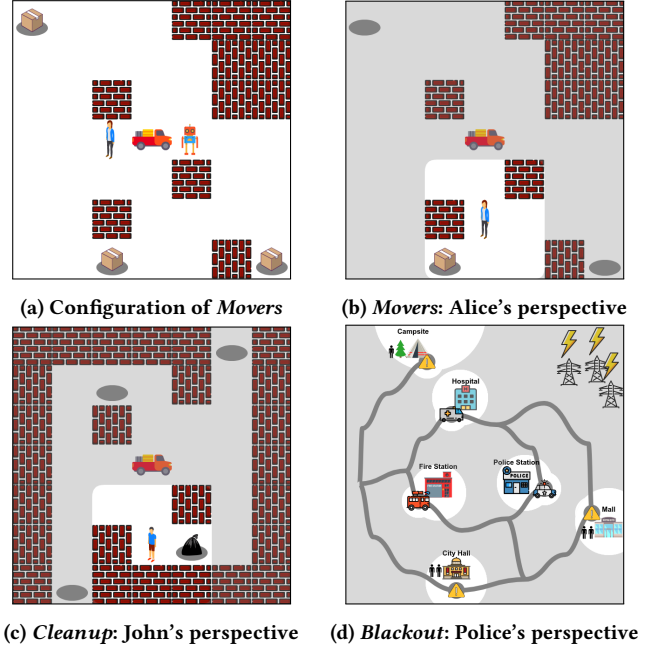 (a) Configuration of Movers
(b) Movers: Alice's perspective
Campsite
Hospital
Fire Station
Police Station
POLICE
Mall
City Hall
(c) Cleanup: John's perspective
(d) Blackout: Police's perspective